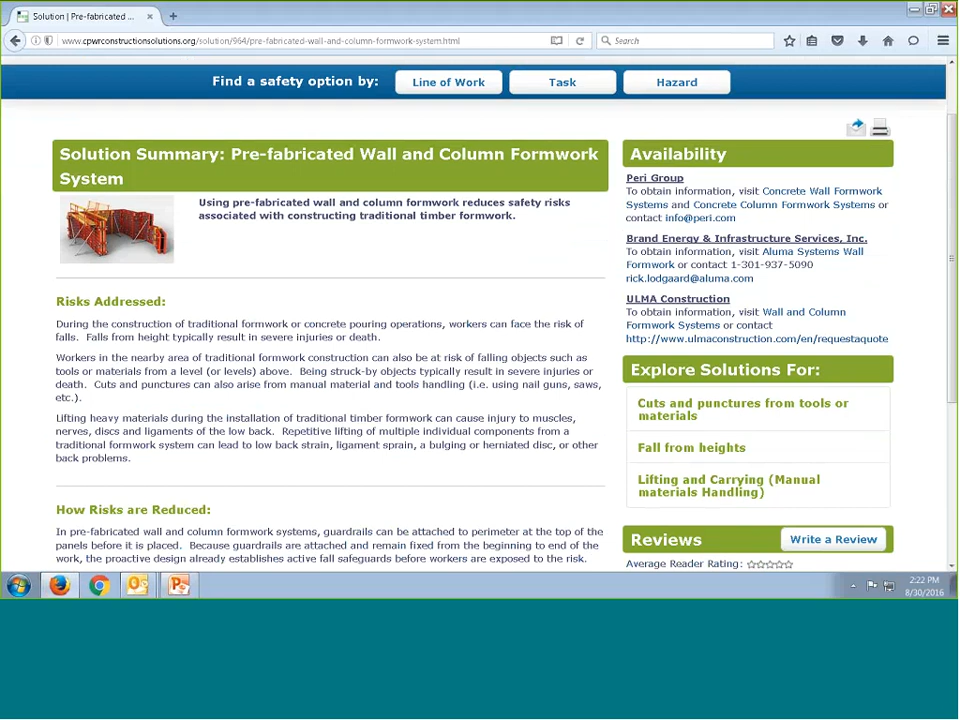 Solution | Pre-fabricated ...
www.cpwrconstructionsolutions.org/solution/964/pre-fabricated-wall-and-column-formwork-system.html
Search
Find a safety option by:
Line of Work
Task
Hazard
Solution Summary: Pre-fabricated Wall and Column Formwork
System
Using pre-fabricated wall and column formwork reduces safety risks
associated with constructing traditional timber formwork.
Risks Addressed:
During the construction of traditional formwork or concrete pouring operations, workers can face the risk of
falls. Falls from height typically result in severe injuries or death.
Workers in the nearby area of traditional formwork construction can also be at risk of falling objects such as
tools or materials from a level (or levels) above. Being struck-by objects typically result in severe injuries or
death. Cuts and punctures can also arise from manual material and tools handling (i.e. using nail guns, saws,
etc.).
Lifting heavy materials during the installation of traditional timber formwork can cause injury to muscles,
nerves, discs and ligaments of the low back. Repetitive lifting of multiple individual components from a
traditional formwork system can lead to low back strain, ligament sprain, a bulging or herniated disc, or other
back problems.
How Risks are Reduced:
In pre-fabricated wall and column formwork systems, guardrails can be attached to perimeter at the top of the
panels before it is placed. Because guardrails are attached and remain fixed from the beginning to end of the
work, the proactive design already establishes active fall safeguards before workers are exposed to the risk.
Availability
Peri Group
To obtain information, visit Concrete Wall Formwork
Systems and Concrete Column Formwork Systems or
contact info@peri.com
Brand Energy & Infrastructure Services, Inc.
To obtain information, visit Aluma Systems Wall
Formwork or contact 1-301-937-5090
rick.lodgaard@aluma.com
ULMA Construction
To obtain information, visit Wall and Column
Formwork Systems or contact
http://www.ulmaconstruction.com/en/requestaquote
Explore Solutions For:
Cuts and punctures from tools or
materials
Fall from heights
Lifting and Carrying (Manual
materials Handling)
Reviews
Write a Review
Average Reader Rating:
2:22 PM
8/30/2016